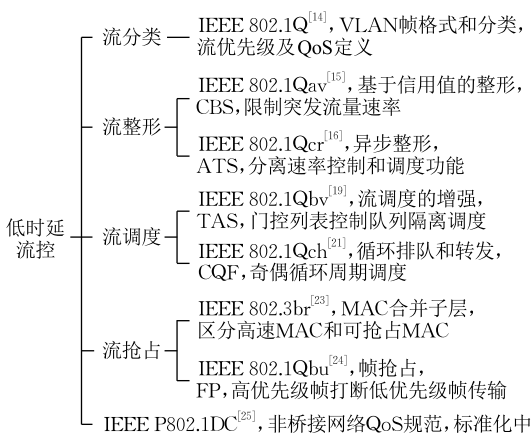 IEEE 802.1Q[14],VLAN帧格式和分类,
流分类
流优先级及QoS定义
IEEE 802.1Qav[15],基于信用值的整形,
CBS,限制突发流量速率
流整形
IEEE 802.1Qcr[16],异步整形,
ATS,分离速率控制和调度功能
IEEE 802.1Qbv[19],流调度的增强,
TAS,门控列表控制队列隔离调度
低时延
流控
流调度
IEEE 802.1Qch[21],循环排队和转发,
CQF,奇偶循环周期调度
IEEE 802.3br[23],MAC合并子层,
区分高速MAC和可抢占MAC
流抢占
IEEE 802.1Qbu[24],帧抢占,
FP,高优先级帧打断低优先级帧传输
IEEE P802.1DC[25],非桥接网络QoS规范,标准化中